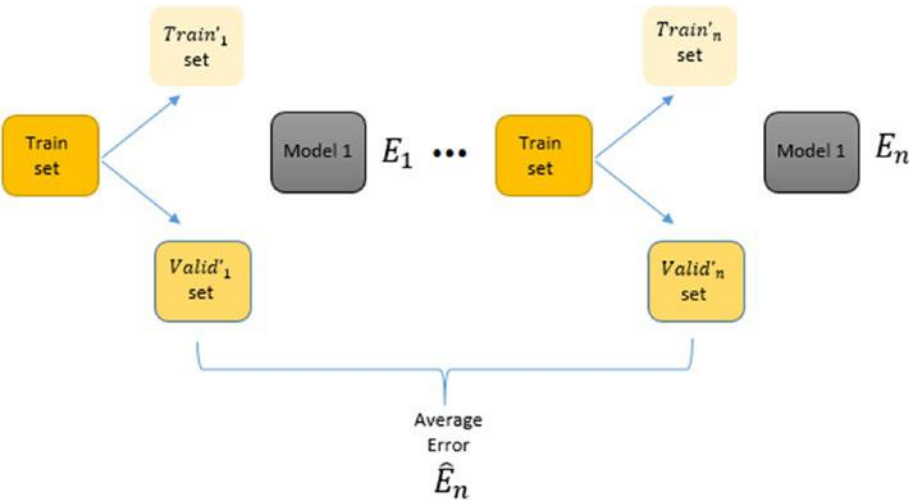 Train'₁
set
Train'ₙ
set
Train
set
Model 1
E₁
•••
Train
set
Model 1
Eₙ
Valid'₁
set
Valid'ₙ
set
Average
Error
Êₙ